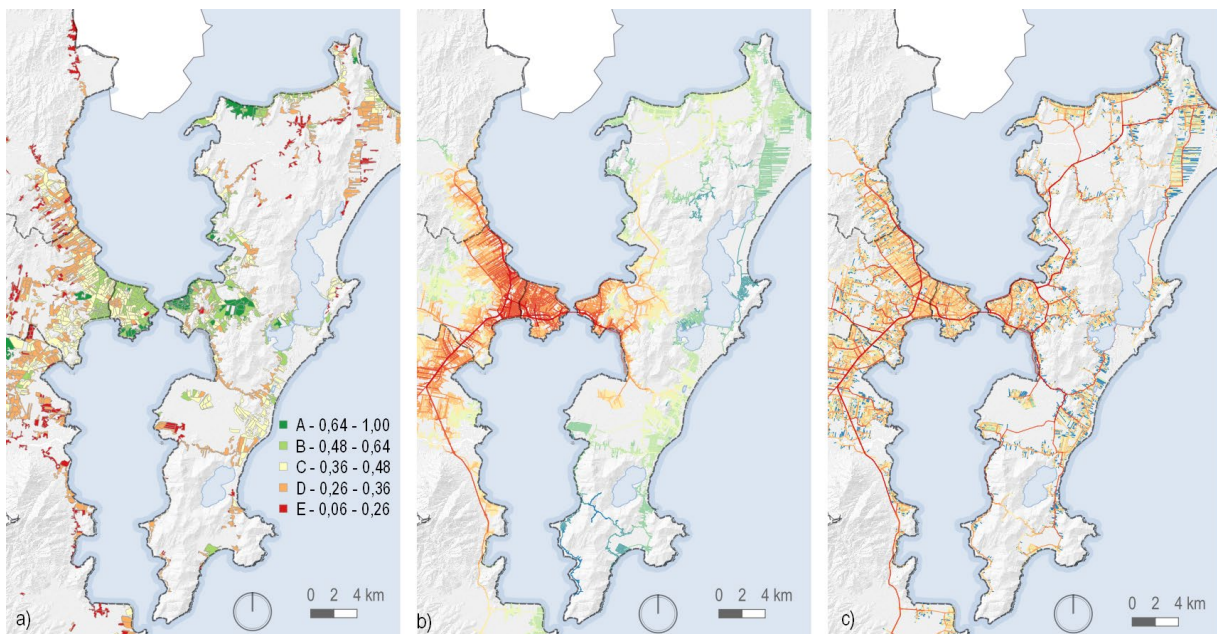 A - 0,64 - 1,00
B - 0,48 - 0,64
C - 0,36 - 0,48
D - 0,26 - 0,36
E - 0,06 - 0,26
a)
0 2 4 km
b)
0 2 4 km
c)
0 2 4 km